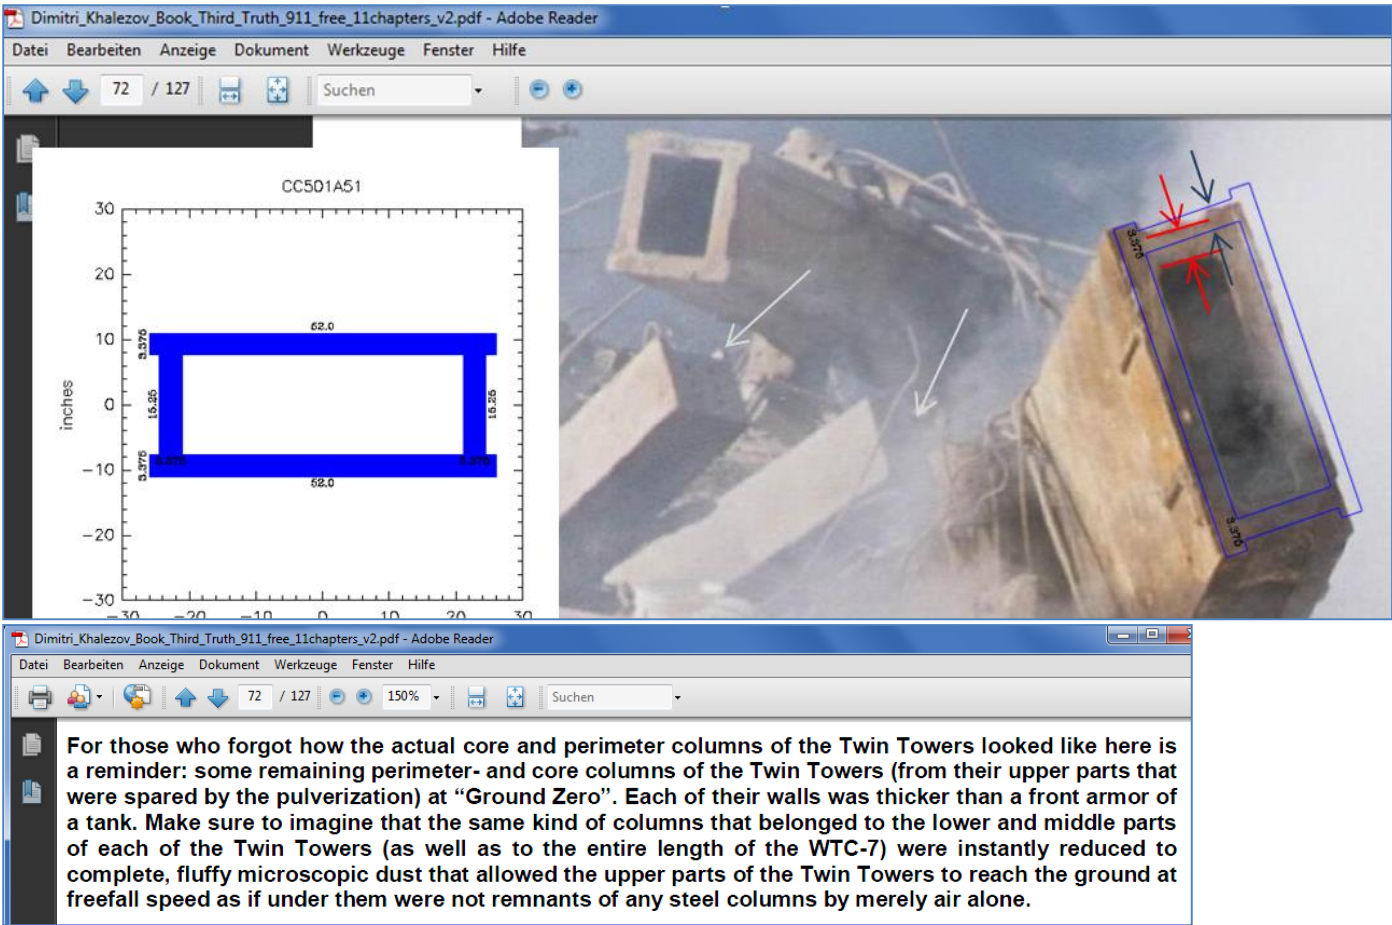 Dimitri_Khalezov_Book_Third_Truth_911_free_11chapters_v2.pdf - Adobe Reader
Datei Bearbeiten Anzeige Dokument Werkzeuge Fenster Hilfe
72 / 127 Suchen
CC501A51
30
20
10
0
−10
−20
−30
inches
52.0
3.375
15.25
15.25
3.375
3.375
3.375
52.0
−30 −20 −10 0 10 20 30
3.375
3.375
Dimitri_Khalezov_Book_Third_Truth_911_free_11chapters_v2.pdf - Adobe Reader
Datei Bearbeiten Anzeige Dokument Werkzeuge Fenster Hilfe
72 / 127 150% Suchen
For those who forgot how the actual core and perimeter columns of the Twin Towers looked like here is
a reminder: some remaining perimeter- and core columns of the Twin Towers (from their upper parts that
were spared by the pulverization) at “Ground Zero”. Each of their walls was thicker than a front armor of
a tank. Make sure to imagine that the same kind of columns that belonged to the lower and middle parts
of each of the Twin Towers (as well as to the entire length of the WTC-7) were instantly reduced to
complete, fluffy microscopic dust that allowed the upper parts of the Twin Towers to reach the ground at
freefall speed as if under them were not remnants of any steel columns by merely air alone.